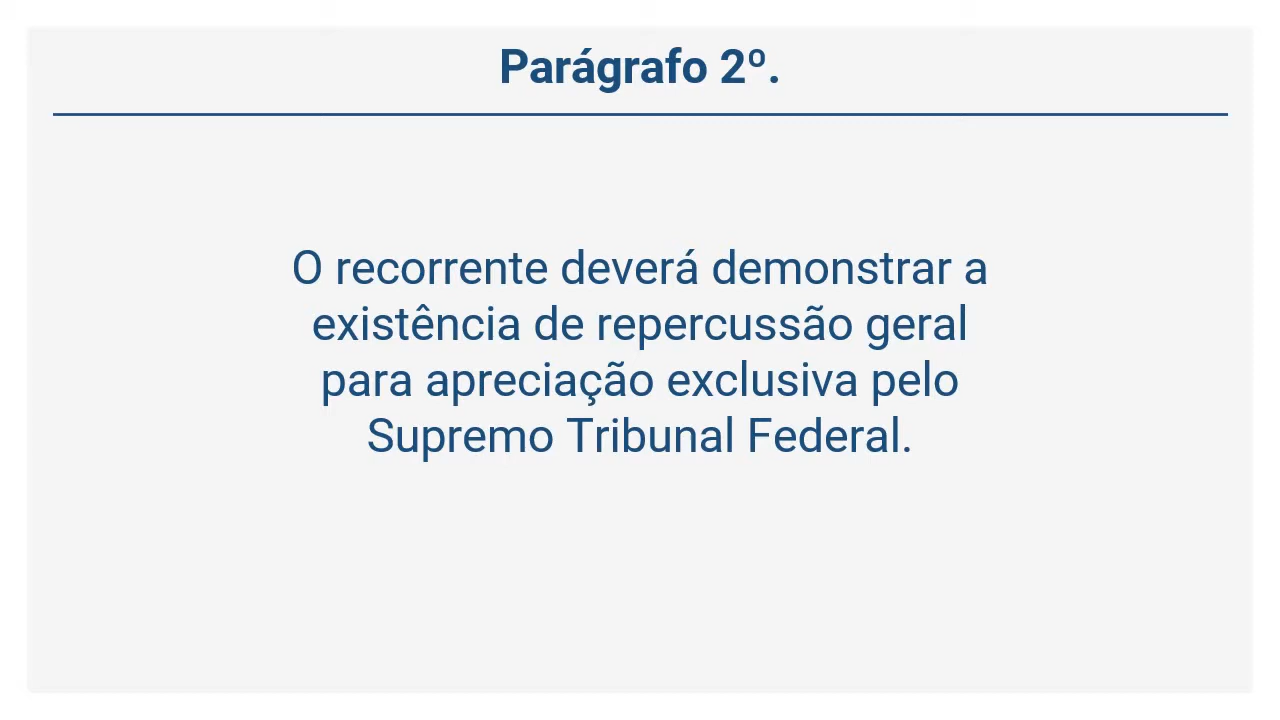 Parágrafo 2º.
O recorrente deverá demonstrar a
existência de repercussão geral
para apreciação exclusiva pelo
Supremo Tribunal Federal.